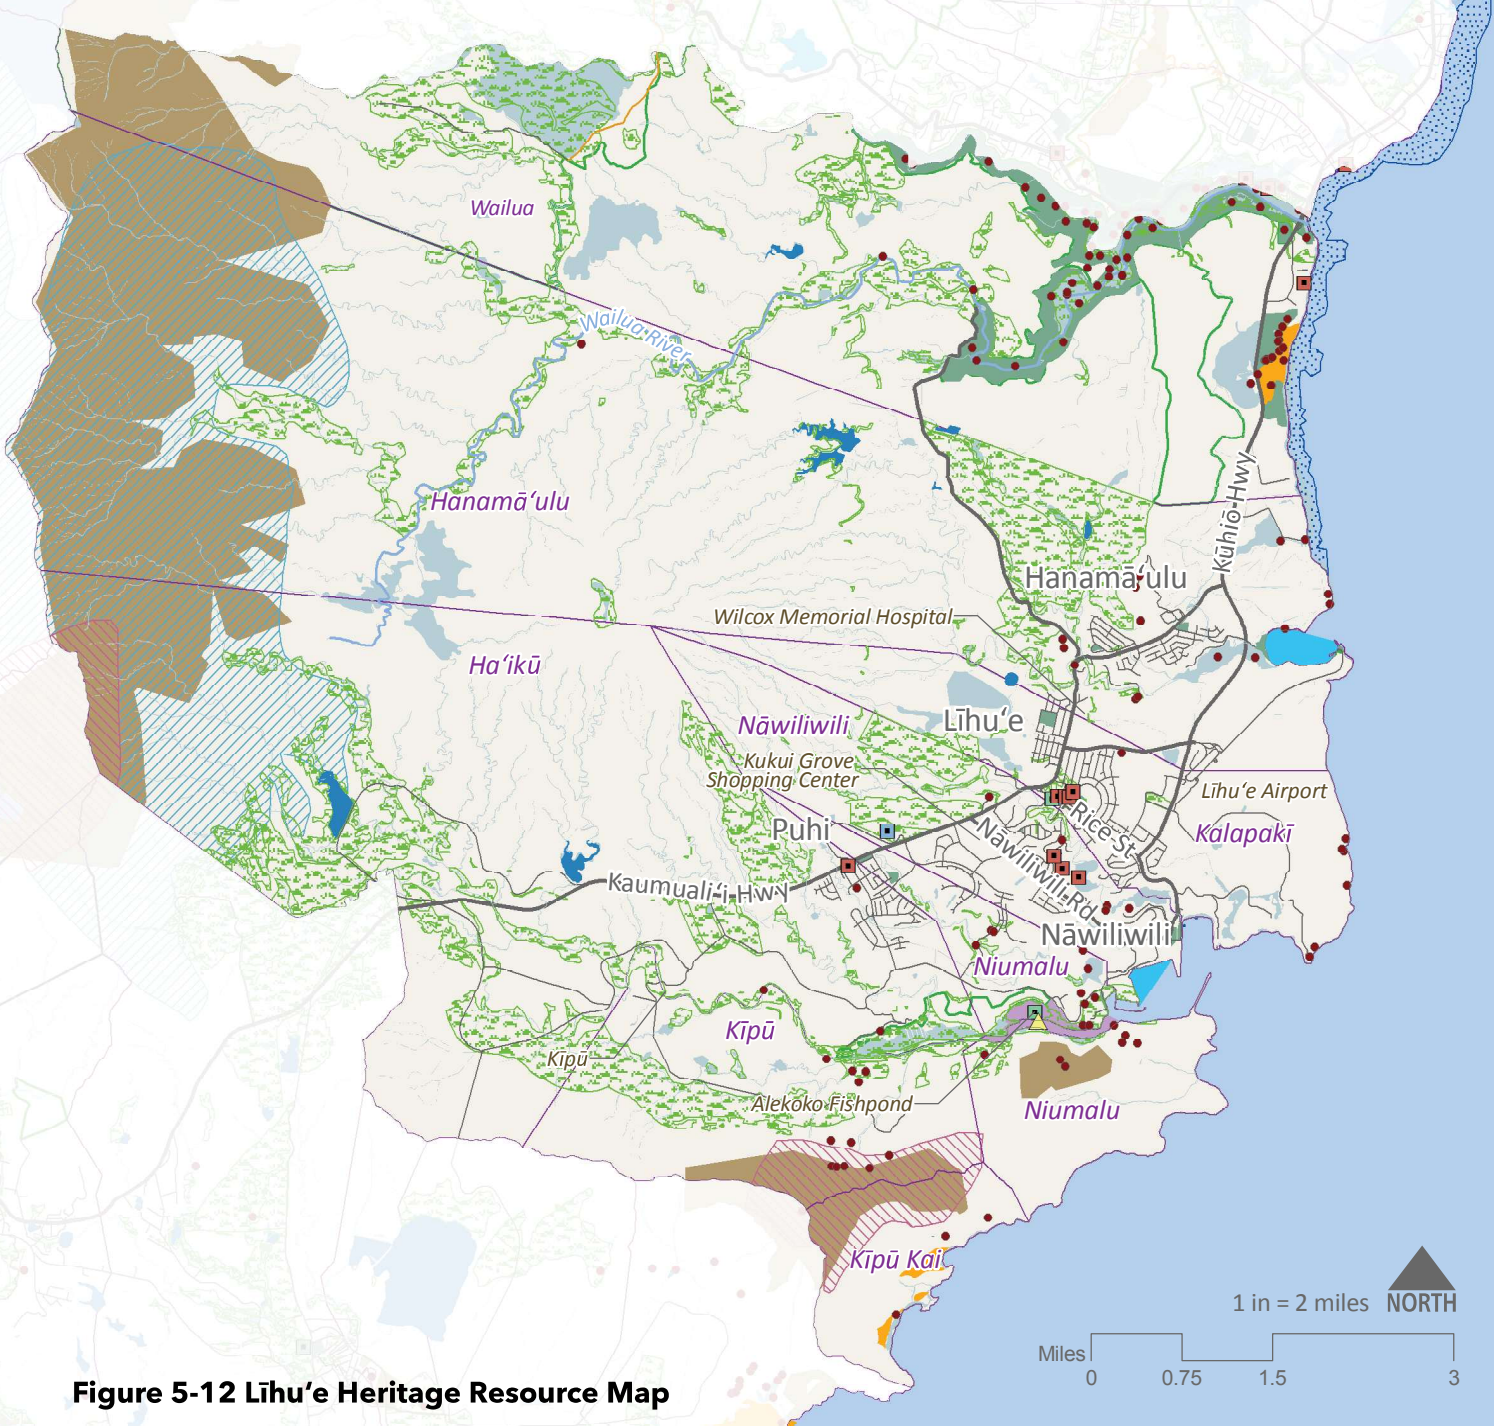 Wailua
Wailua River
Hanamāʻulu
Kūhiō Hwy
Hanamāʻulu
Wilcox Memorial Hospital
Haʻikū
Līhuʻe
Nāwiliwili
Kukui Grove
Shopping Center
Līhuʻe Airport
Puhi
Rice St
Kalapakī
Nāwiliwili Rd
Kaumualiʻi Hwy
Nāwiliwili
Niumalu
Kīpū
Kīpū
Alekoko Fishpond
Niumalu
Kīpū Kai
1 in = 2 miles NORTH
Miles
0 0.75 1.5 3
Figure 5-12 Līhuʻe Heritage Resource Map